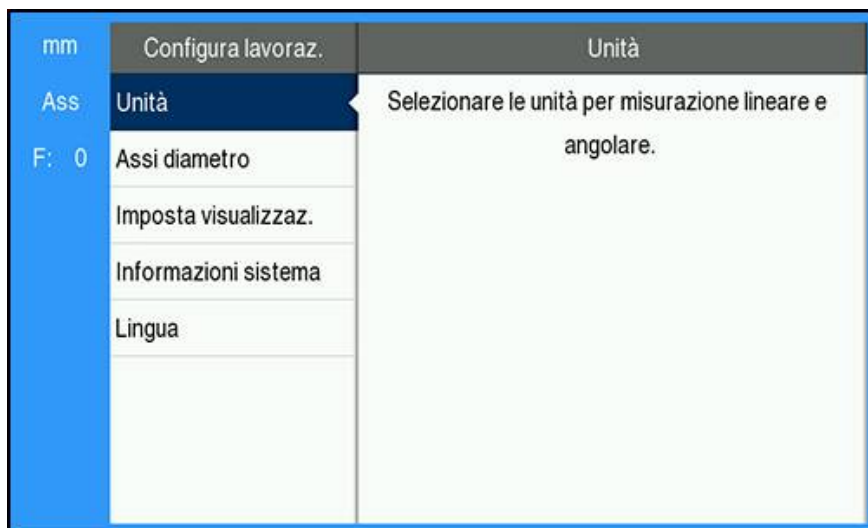 mm
Ass
F: 0
Configura lavoraz.
Unità
Assi diametro
Imposta visualizzaz.
Informazioni sistema
Lingua
Unità
Selezionare le unità per misurazione lineare e
angolare.